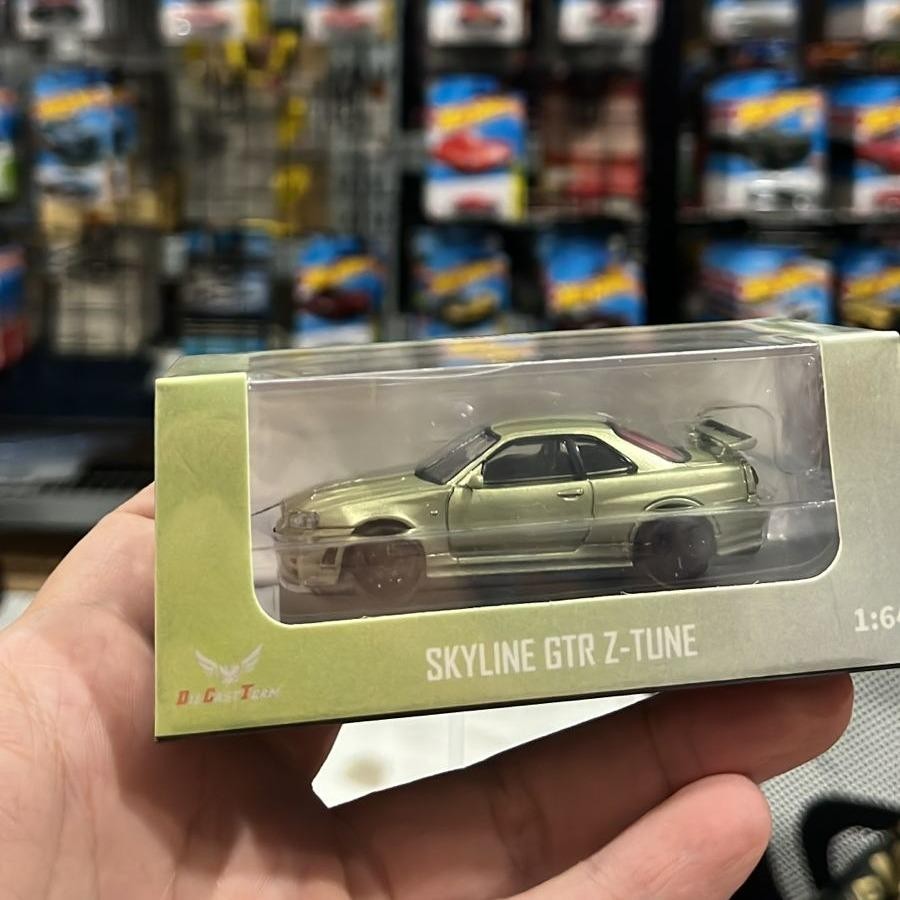 SKYLINE GTR Z-TUNE
1:64
DIECASTTEAM